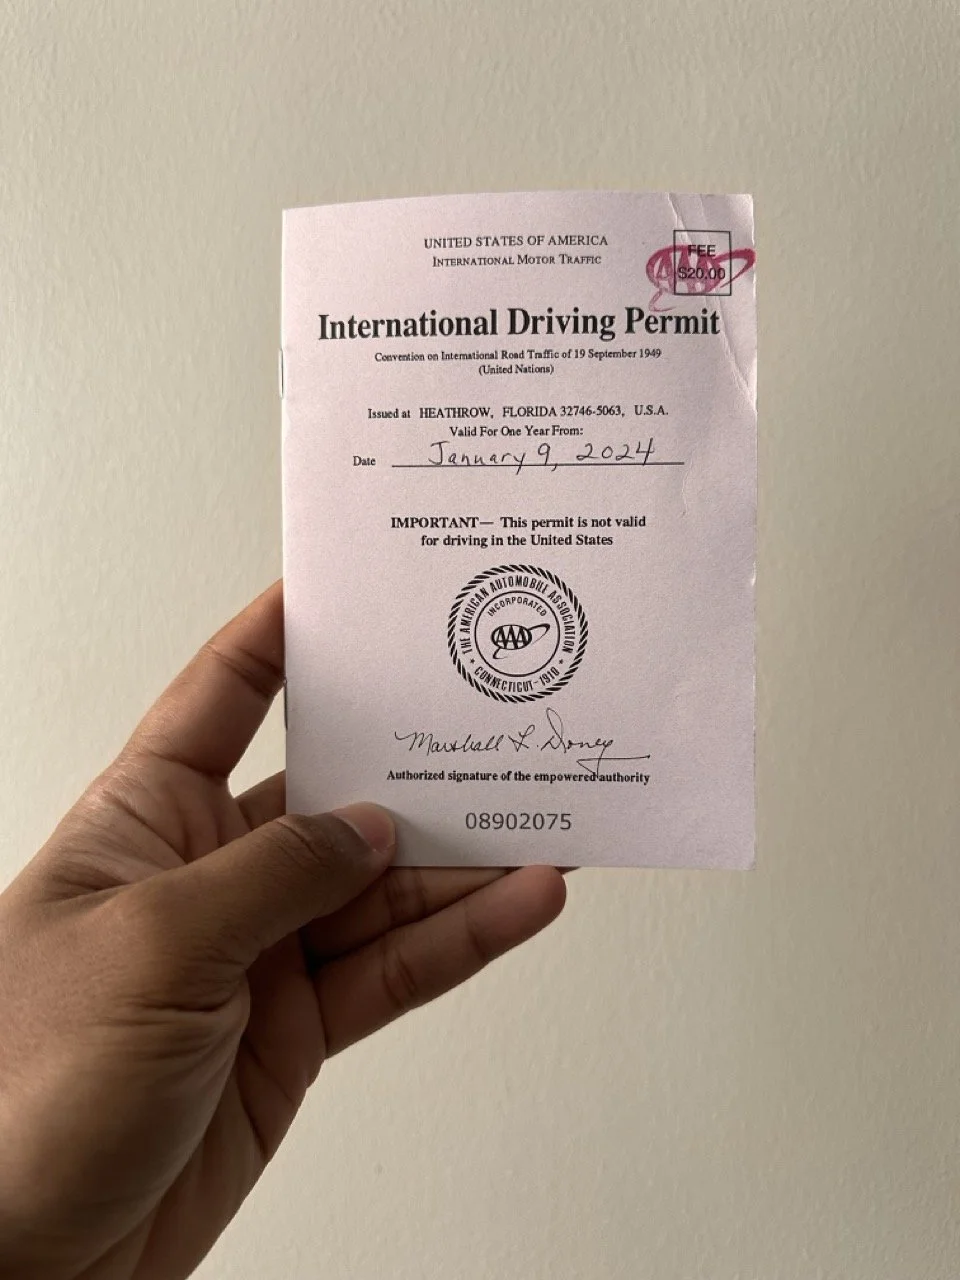 UNITED STATES OF AMERICA
INTERNATIONAL MOTOR TRAFFIC
FEE
$20.00
AAA
International Driving Permit
Convention on International Road Traffic of 19 September 1949
(United Nations)
Issued at HEATHROW, FLORIDA 32746-5063, U.S.A.
Valid For One Year From:
Date January 9, 2024
IMPORTANT— This permit is not valid
for driving in the United States
THE AMERICAN AUTOMOBILE ASSOCIATION
INCORPORATED
AAA
CONNECTICUT-1910
Marshall L. Doney
Authorized signature of the empowered authority
08902075